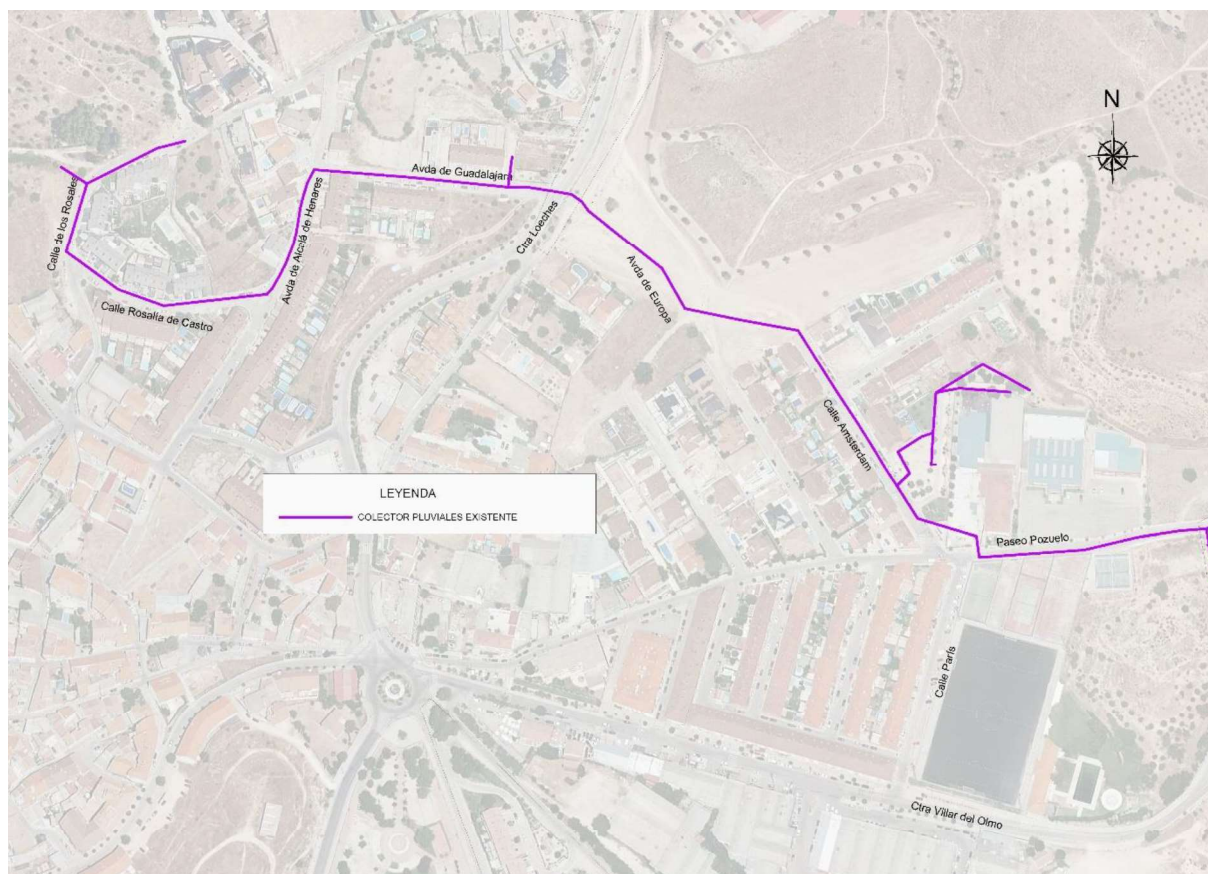 N
Avda de Guadalajara
Calle de los Rosales
Avda de Alcalá de Henares
Ctra Loeches
Avda de Europa
Calle Rosalía de Castro
Calle Amsterdam
LEYENDA
COLECTOR PLUVIALES EXISTENTE
Paseo Pozuelo
Calle París
Ctra Villar del Olmo